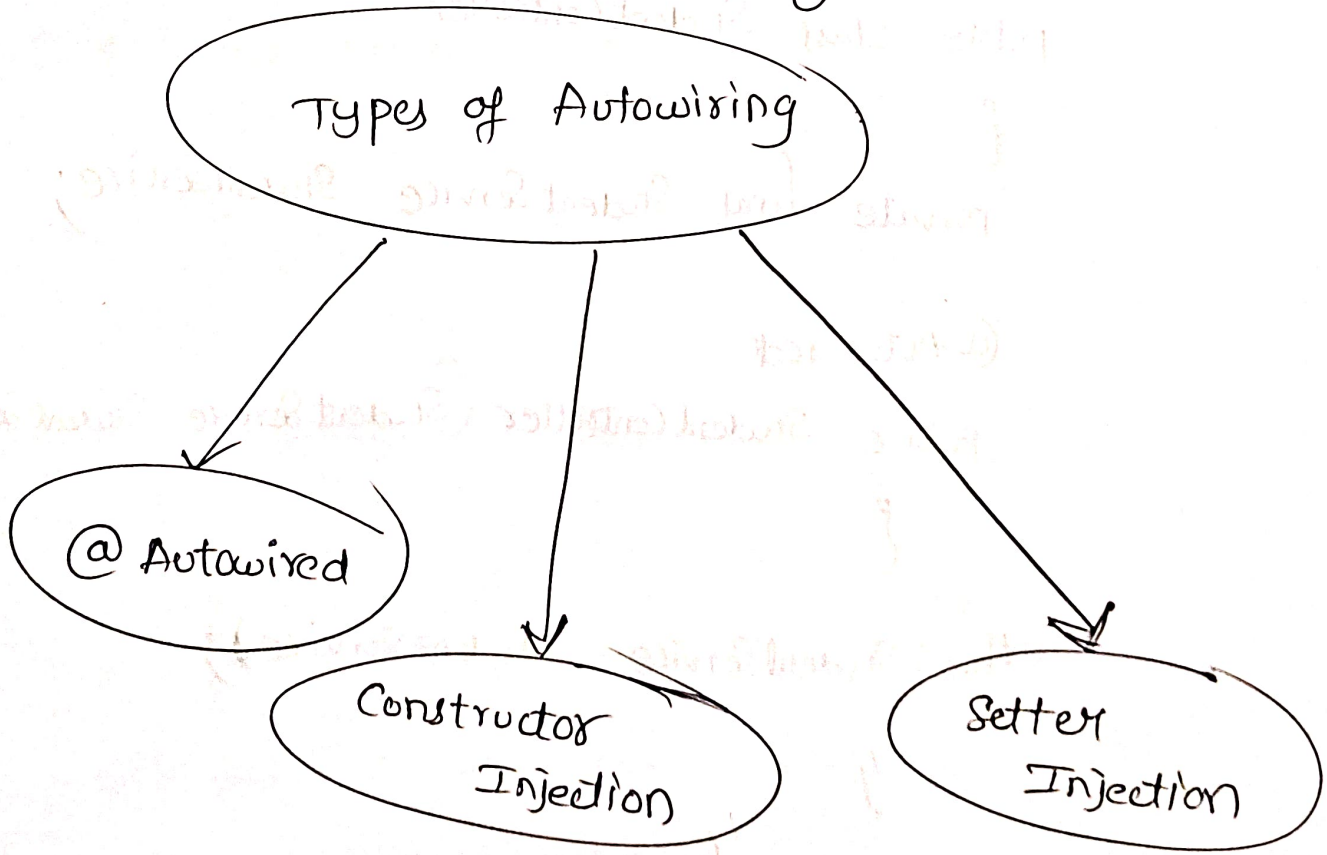 Types of Autowiring
@ Autowired
Constructor
Injection
Setter
Injection